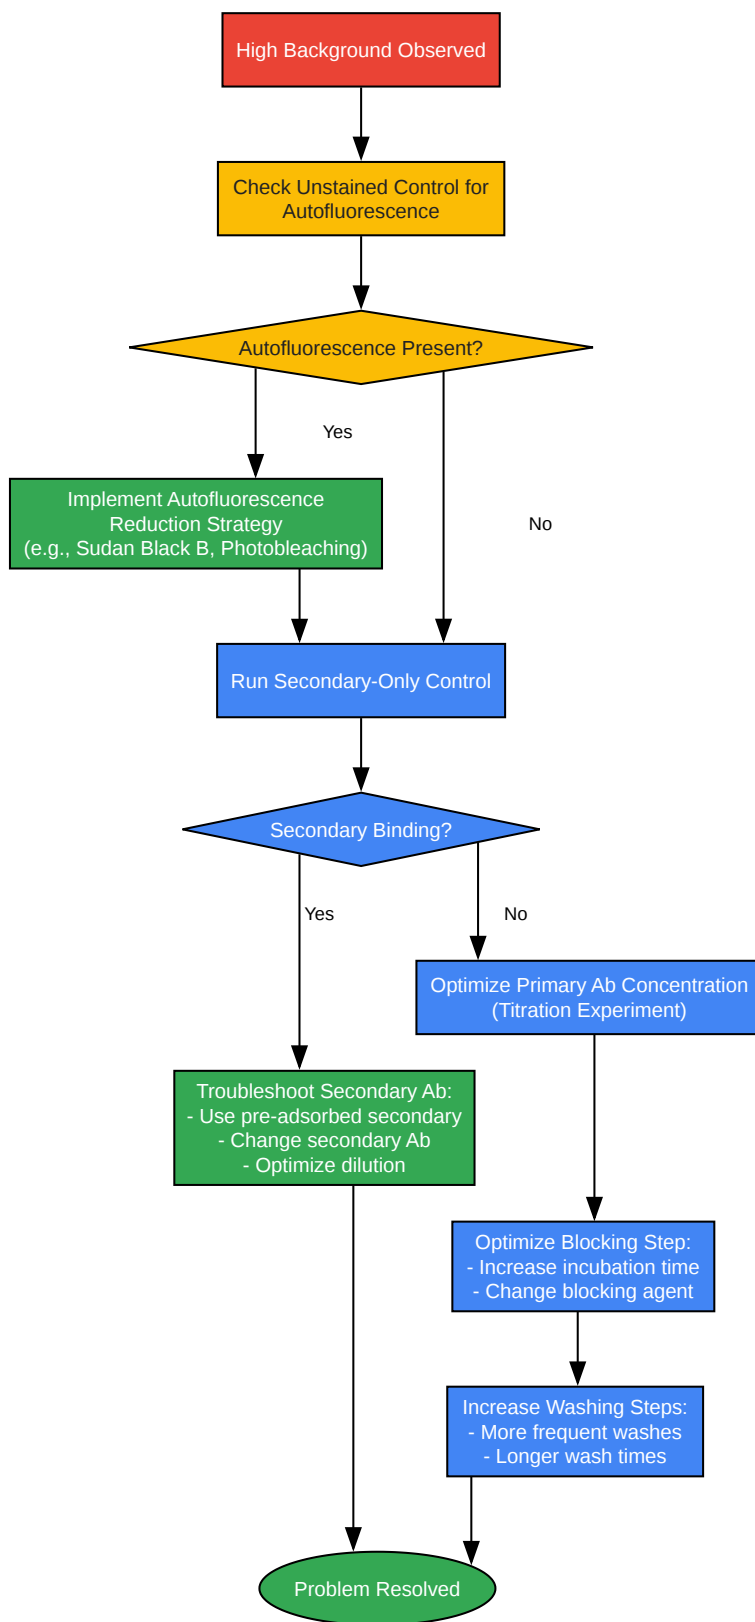 High Background Observed
Check Unstained Control for
Autofluorescence
Autofluorescence Present?
Yes
Implement Autofluorescence
Reduction Strategy
(e.g., Sudan Black B, Photobleaching)
No
Run Secondary-Only Control
Secondary Binding?
Yes
No
Optimize Primary Ab Concentration
(Titration Experiment)
Troubleshoot Secondary Ab:
- Use pre-adsorbed secondary
- Change secondary Ab
- Optimize dilution
Optimize Blocking Step:
- Increase incubation time
- Change blocking agent
Increase Washing Steps:
- More frequent washes
- Longer wash times
Problem Resolved